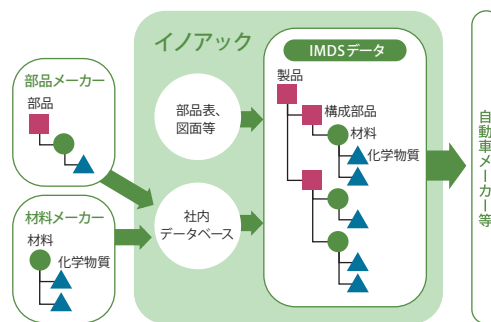 イノアック
IMDSデータ
部品メーカー
部品
材料メーカー
材料
化学物質
部品表、
図面等
社内
データベース
製品
構成部品
材料
化学物質
自動車メーカー等